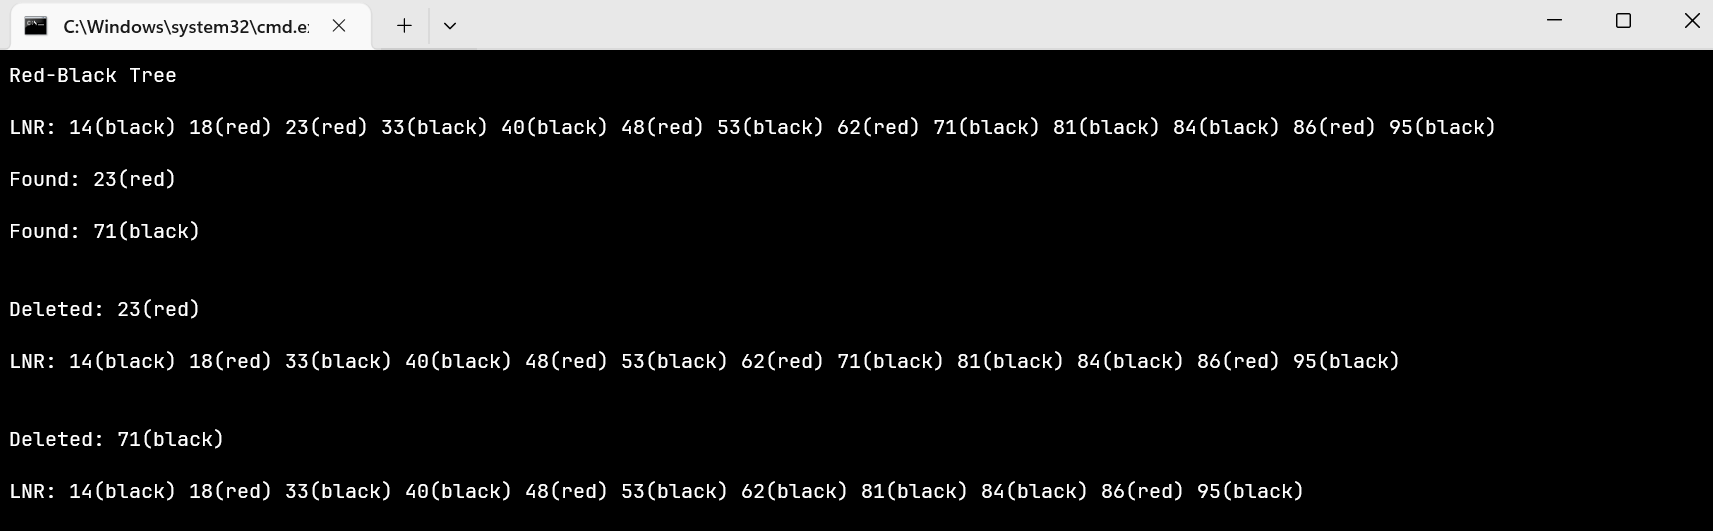 C:\Windows\system32\cmd.e
Red-Black Tree
LNR: 14(black) 18(red) 23(red) 33(black) 40(black) 48(red) 53(black) 62(red) 71(black) 81(black) 84(black) 86(red) 95(black)
Found: 23(red)
Found: 71(black)
Deleted: 23(red)
LNR: 14(black) 18(red) 33(black) 40(black) 48(red) 53(black) 62(red) 71(black) 81(black) 84(black) 86(red) 95(black)
Deleted: 71(black)
LNR: 14(black) 18(red) 33(black) 40(black) 48(red) 53(black) 62(black) 81(black) 84(black) 86(red) 95(black)